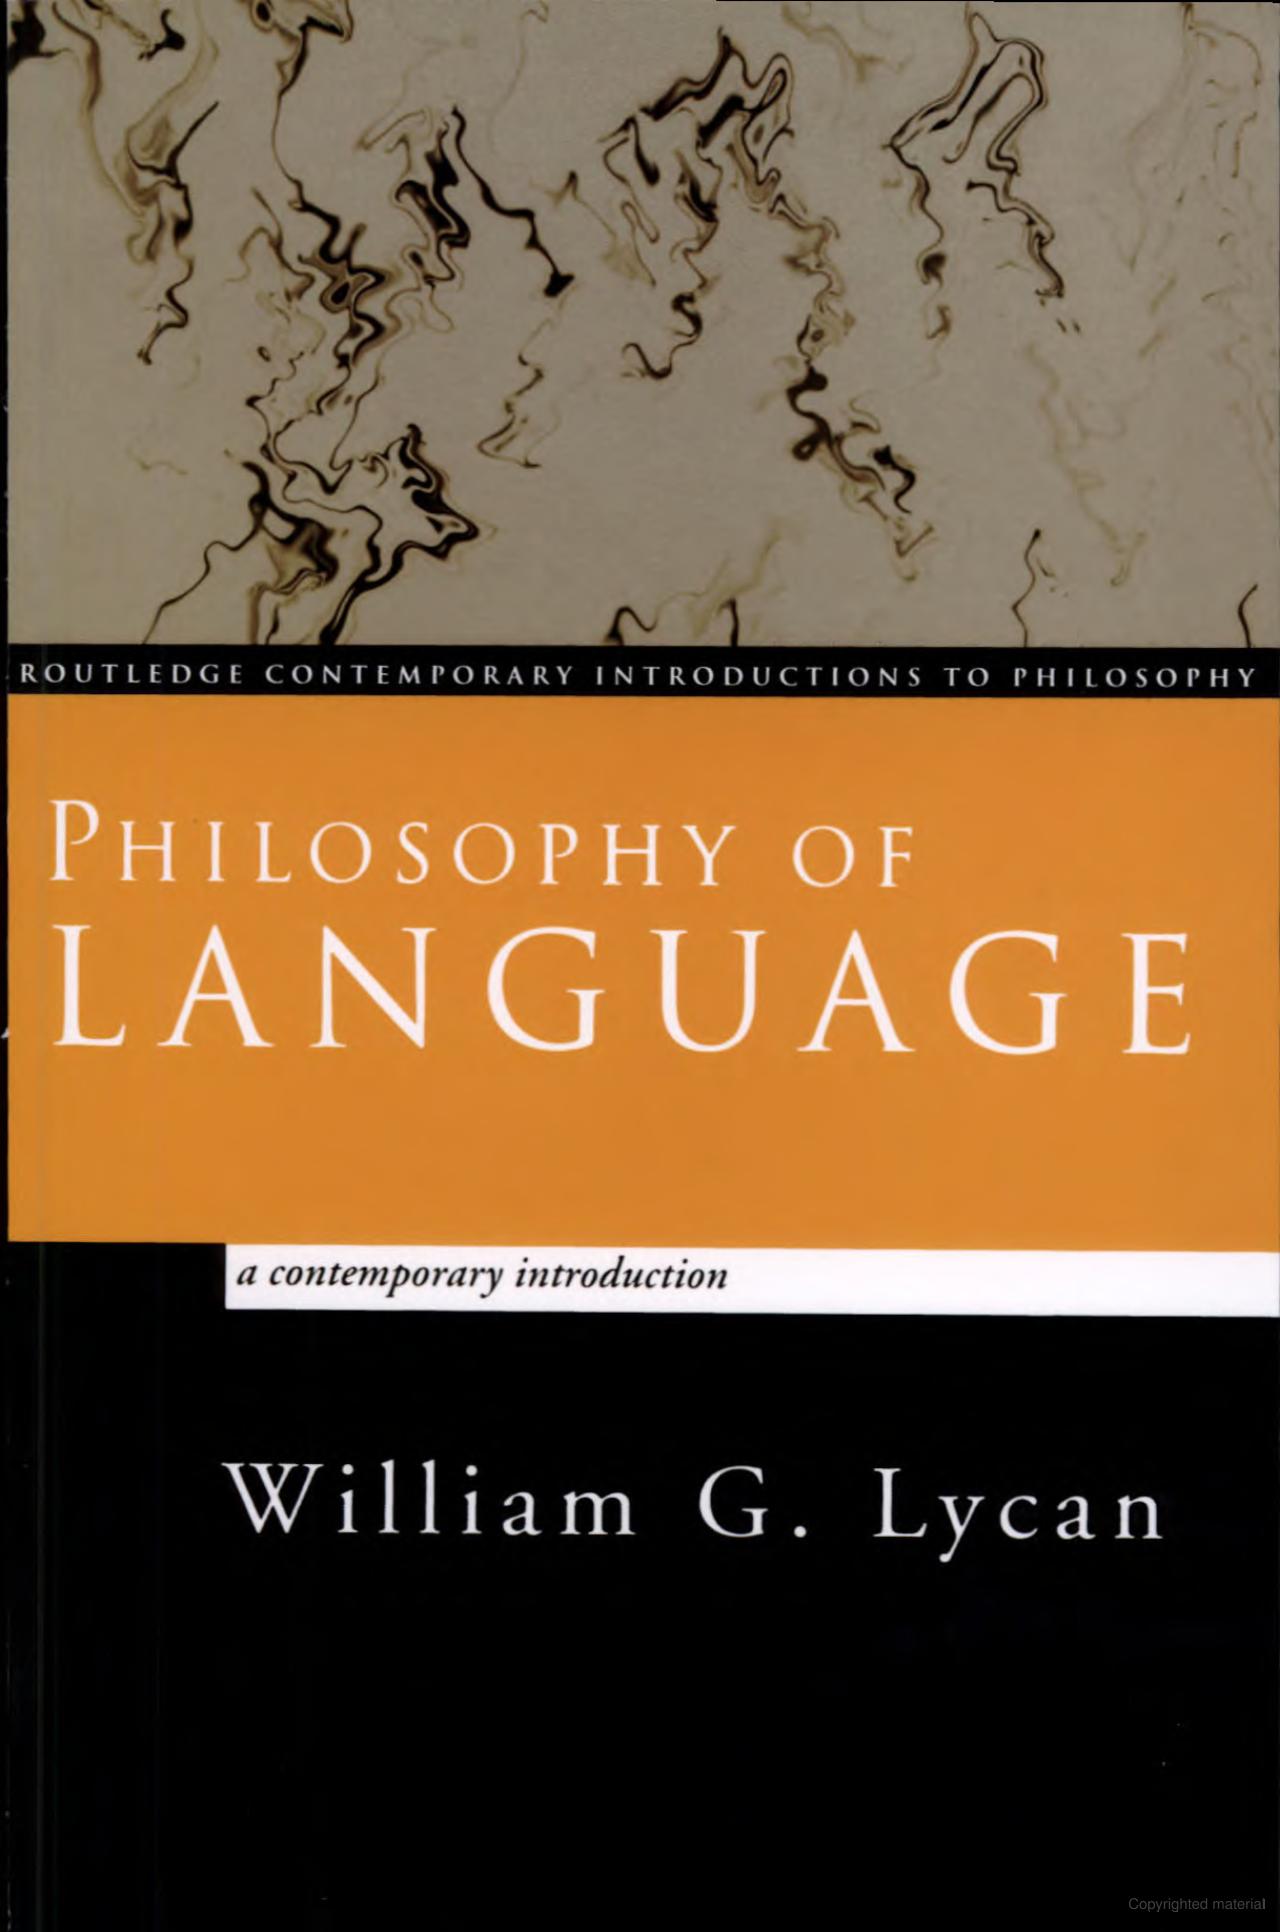 ROUTLEDGE CONTEMPORARY INTRODUCTIONS TO PHILOSOPHY
PHILOSOPHY OF
LANGUAGE
a contemporary introduction
William G. Lycan
Copyrighted material